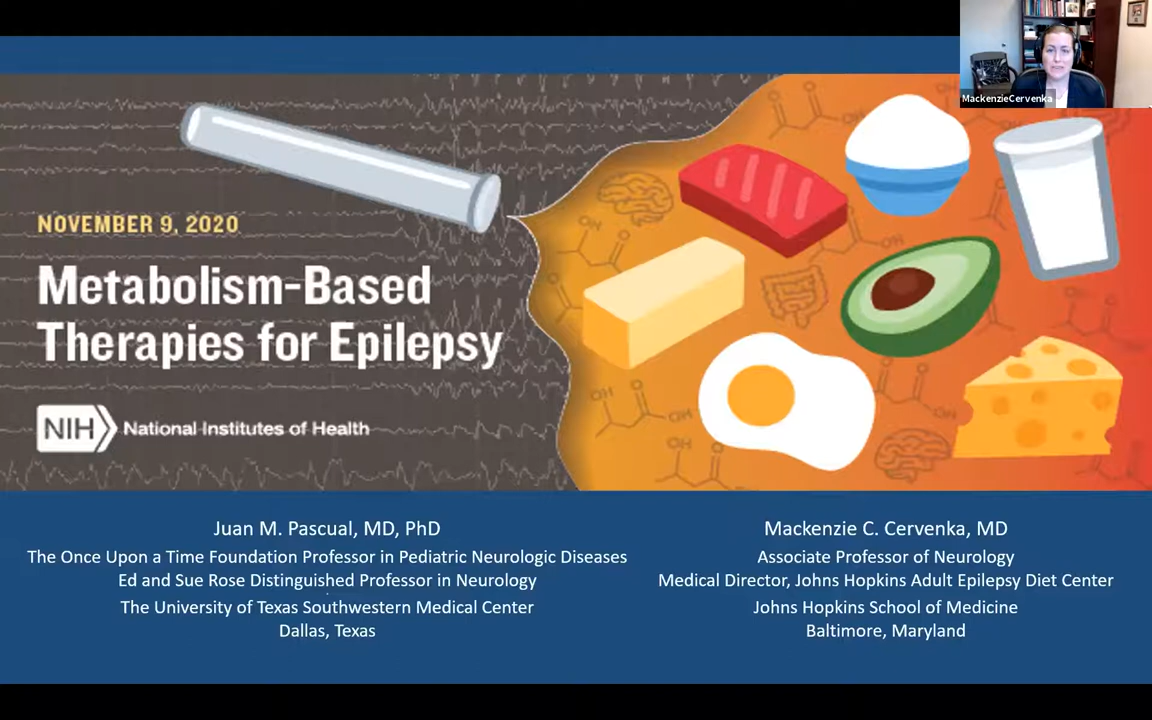 MackenzieCervenka
NOVEMBER 9, 2020
Metabolism-Based
Therapies for Epilepsy
NIH National Institutes of Health
Juan M. Pascual, MD, PhD
The Once Upon a Time Foundation Professor in Pediatric Neurologic Diseases
Ed and Sue Rose Distinguished Professor in Neurology
The University of Texas Southwestern Medical Center
Dallas, Texas
Mackenzie C. Cervenka, MD
Associate Professor of Neurology
Medical Director, Johns Hopkins Adult Epilepsy Diet Center
Johns Hopkins School of Medicine
Baltimore, Maryland